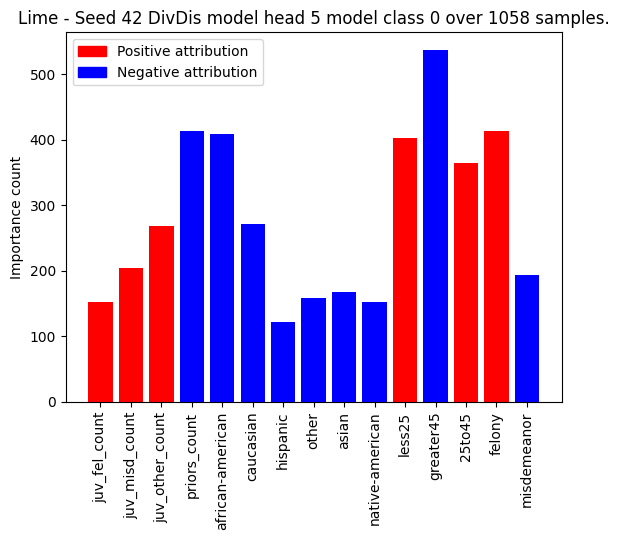 Lime - Seed 42 DivDis model head 5 model class 0 over 1058 samples.
Positive attribution
Negative attribution
Importance count
500
400
300
200
100
0
juv_fel_count
juv_misd_count
juv_other_count
priors_count
african-american
caucasian
hispanic
other
asian
native-american
less25
greater45
25to45
felony
misdemeanor